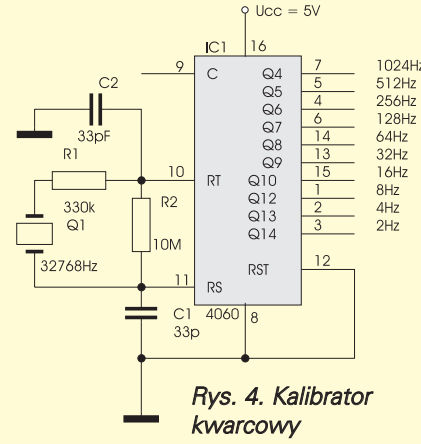 Ucc = 5V
IC1
16
9
C
C2
33pF
R1
330k
Q1
32768Hz
10
RT
R2
10M
11
RS
C1
33p
4060
8
RST
12
Q4
7
1024Hz
Q5
5
512Hz
Q6
4
256Hz
Q7
6
128Hz
Q8
14
64Hz
Q9
13
32Hz
Q10
15
16Hz
Q12
1
8Hz
Q13
2
4Hz
Q14
3
2Hz
Rys. 4. Kalibrator
kwarcowy